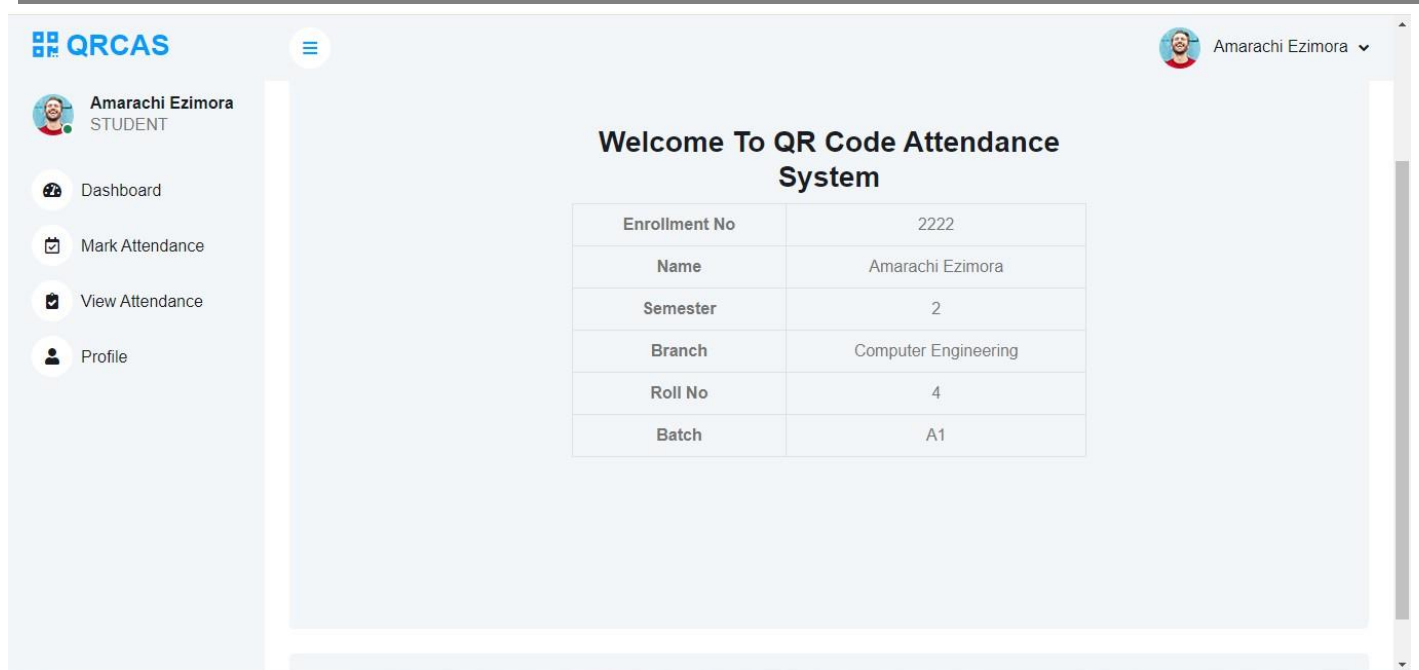 QRCAS
Amarachi Ezimora
Amarachi Ezimora
STUDENT
Dashboard
Mark Attendance
View Attendance
Profile
Welcome To QR Code Attendance
System
Enrollment No 2222
Name Amarachi Ezimora
Semester 2
Branch Computer Engineering
Roll No 4
Batch A1